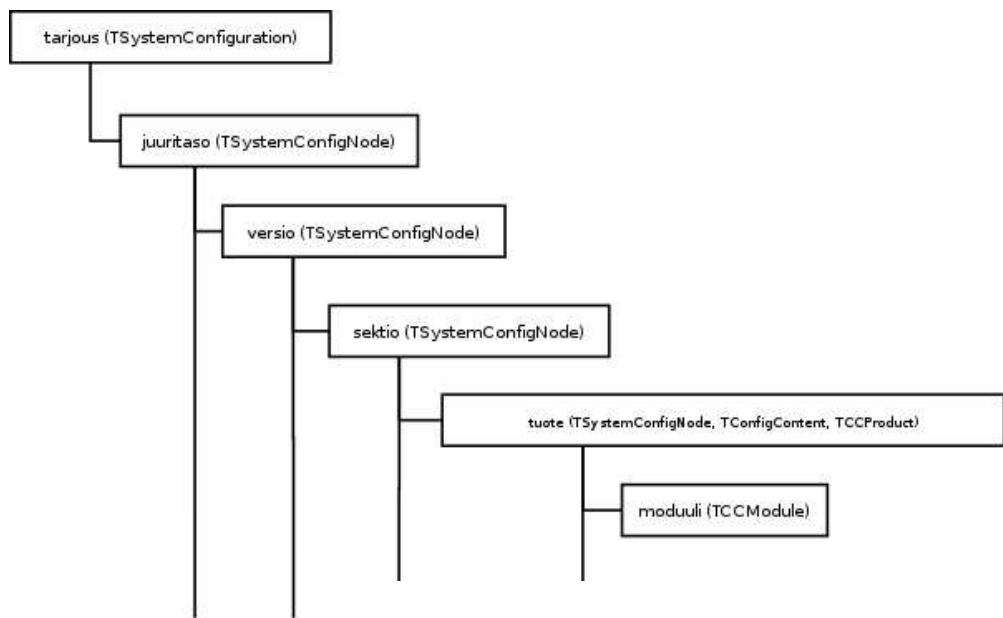 tarjous (TSystemConfiguration)
juuritaso (TSystemConfigNode)
versio (TSystemConfigNode)
sektio (TSystemConfigNode)
tuote (TSystemConfigNode, TConfigContent, TCCProduct)
moduuli (TCCModule)